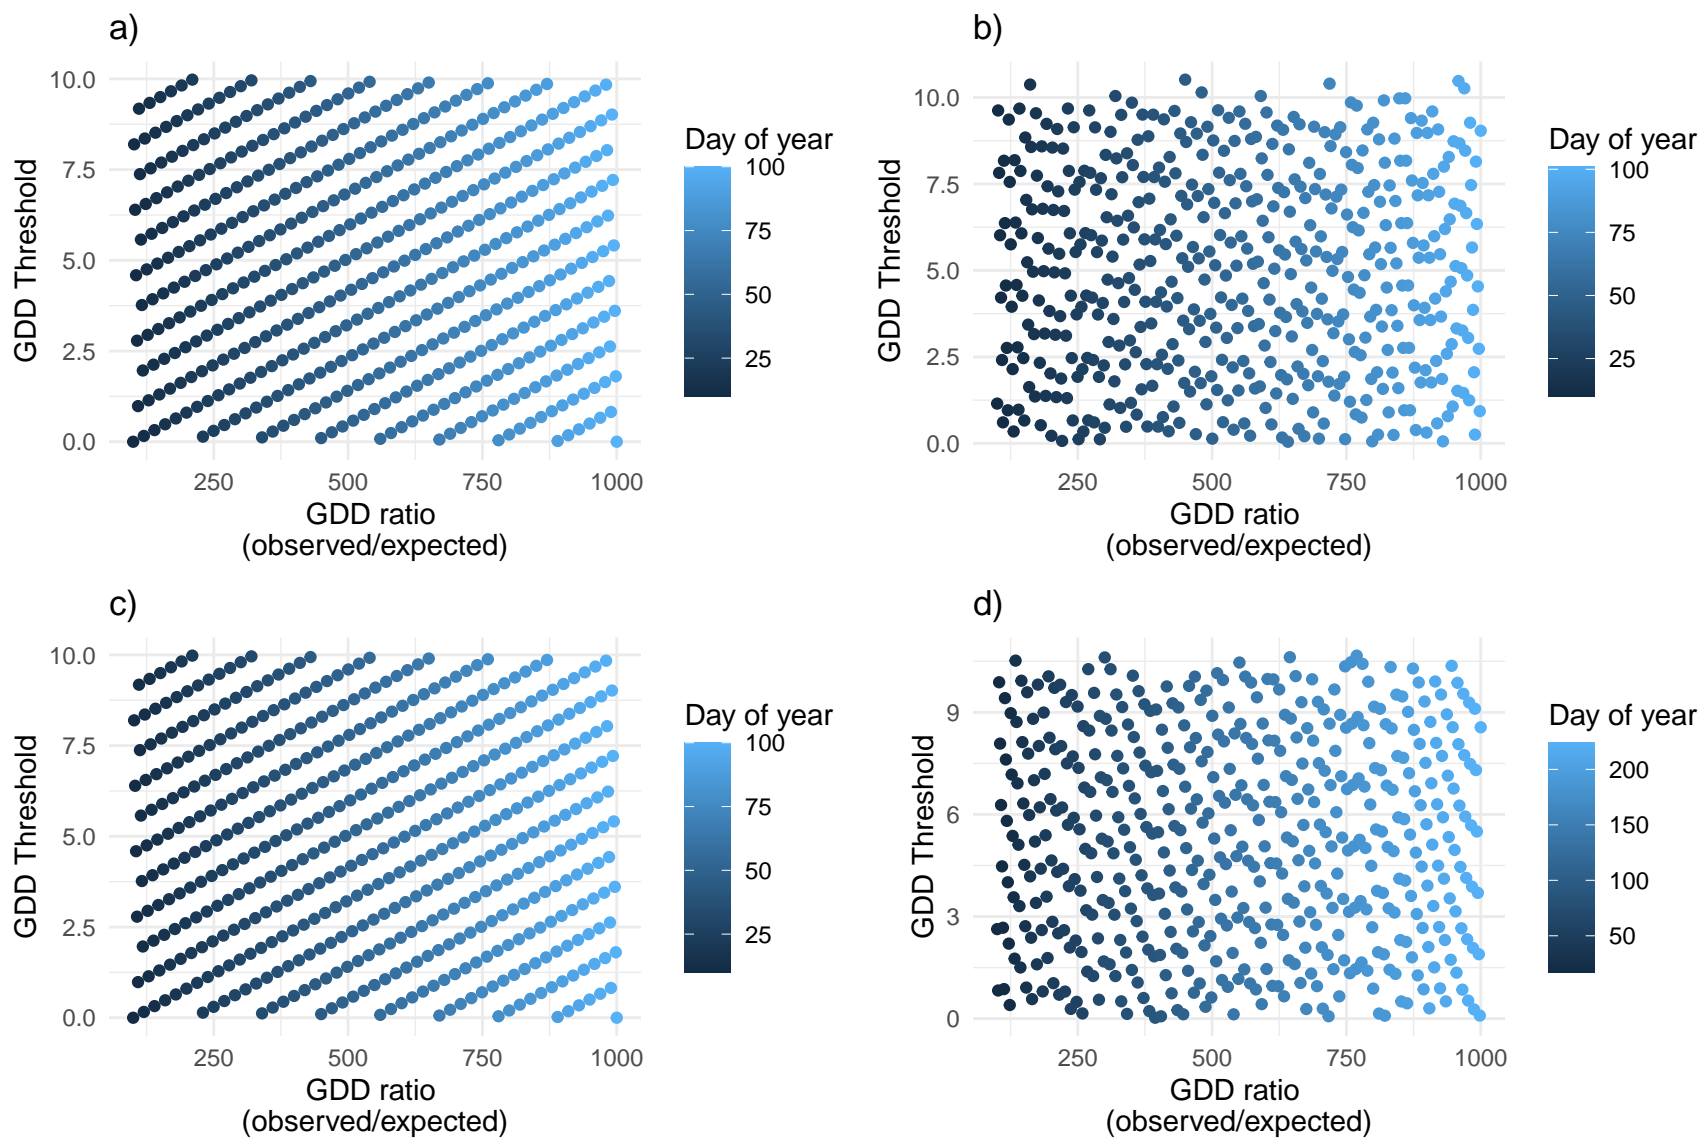 a)
10.0
7.5
5.0
2.5
0.0
GDD Threshold
250 500 750 1000
GDD ratio
(observed/expected)
Day of year
100
75
50
25
b)
10.0
7.5
5.0
2.5
0.0
GDD Threshold
250 500 750 1000
GDD ratio
(observed/expected)
Day of year
100
75
50
25
c)
10.0
7.5
5.0
2.5
0.0
GDD Threshold
250 500 750 1000
GDD ratio
(observed/expected)
Day of year
100
75
50
25
d)
9
6
3
0
GDD Threshold
250 500 750 1000
GDD ratio
(observed/expected)
Day of year
200
150
100
50